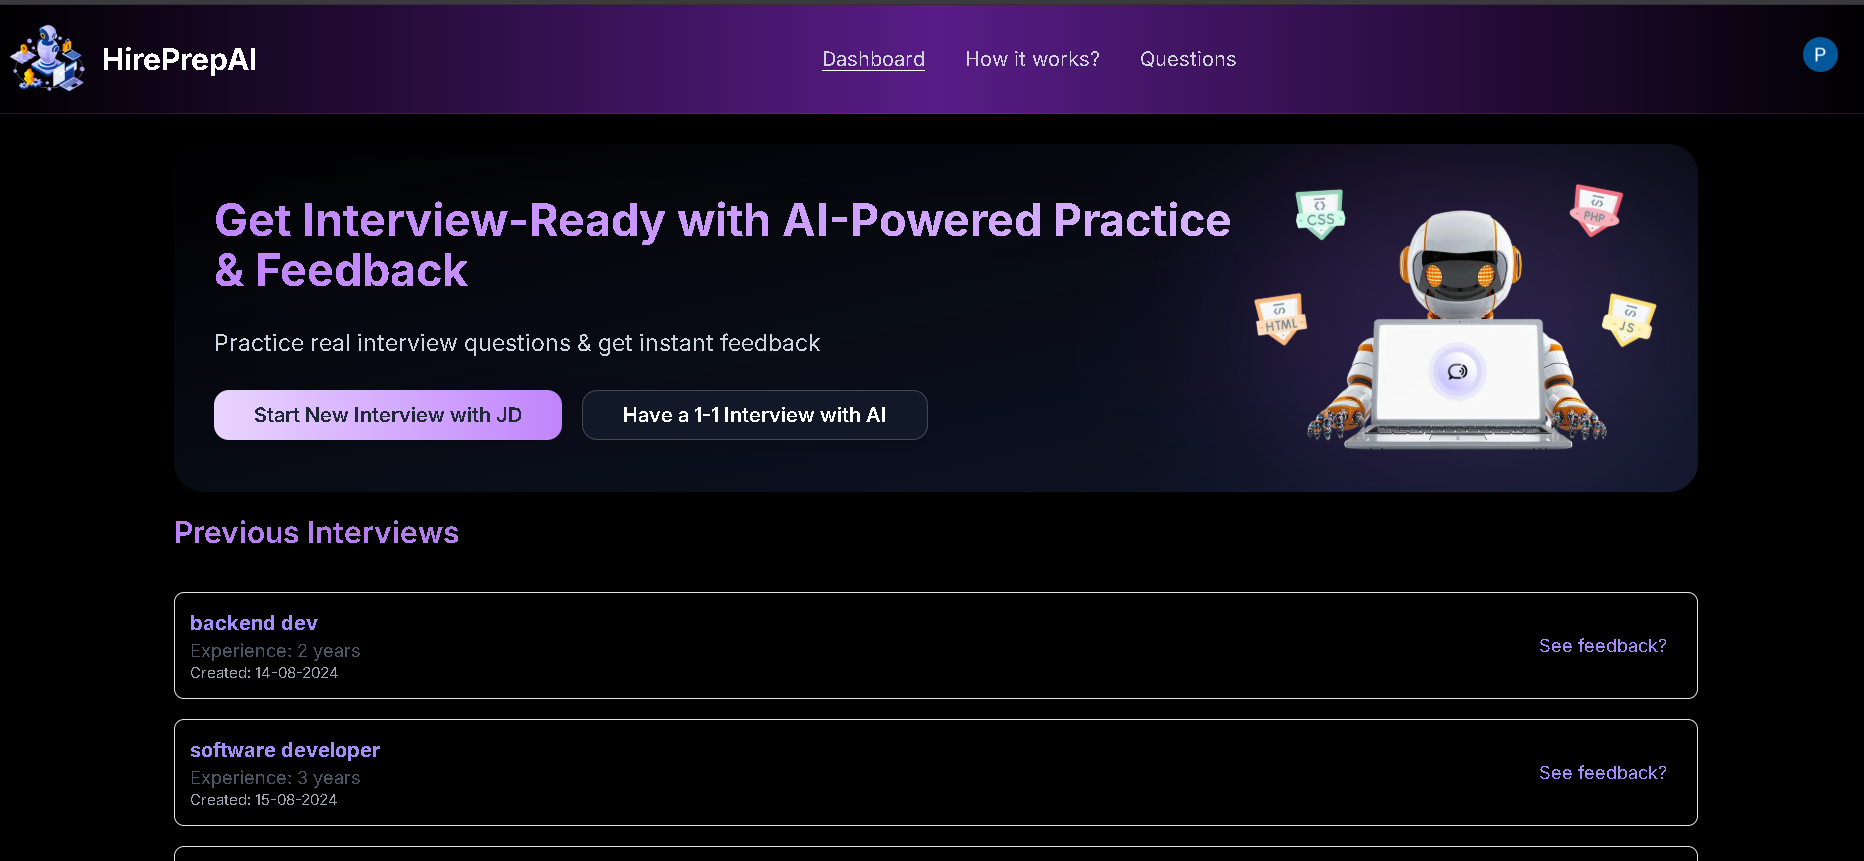 HirePrepAI
Dashboard
How it works?
Questions
P
Get Interview-Ready with AI-Powered Practice
& Feedback
Practice real interview questions & get instant feedback
Start New Interview with JD
Have a 1-1 Interview with AI
CSS
PHP
HTML
JS
Previous Interviews
backend dev
Experience: 2 years
Created: 14-08-2024
See feedback?
software developer
Experience: 3 years
Created: 15-08-2024
See feedback?